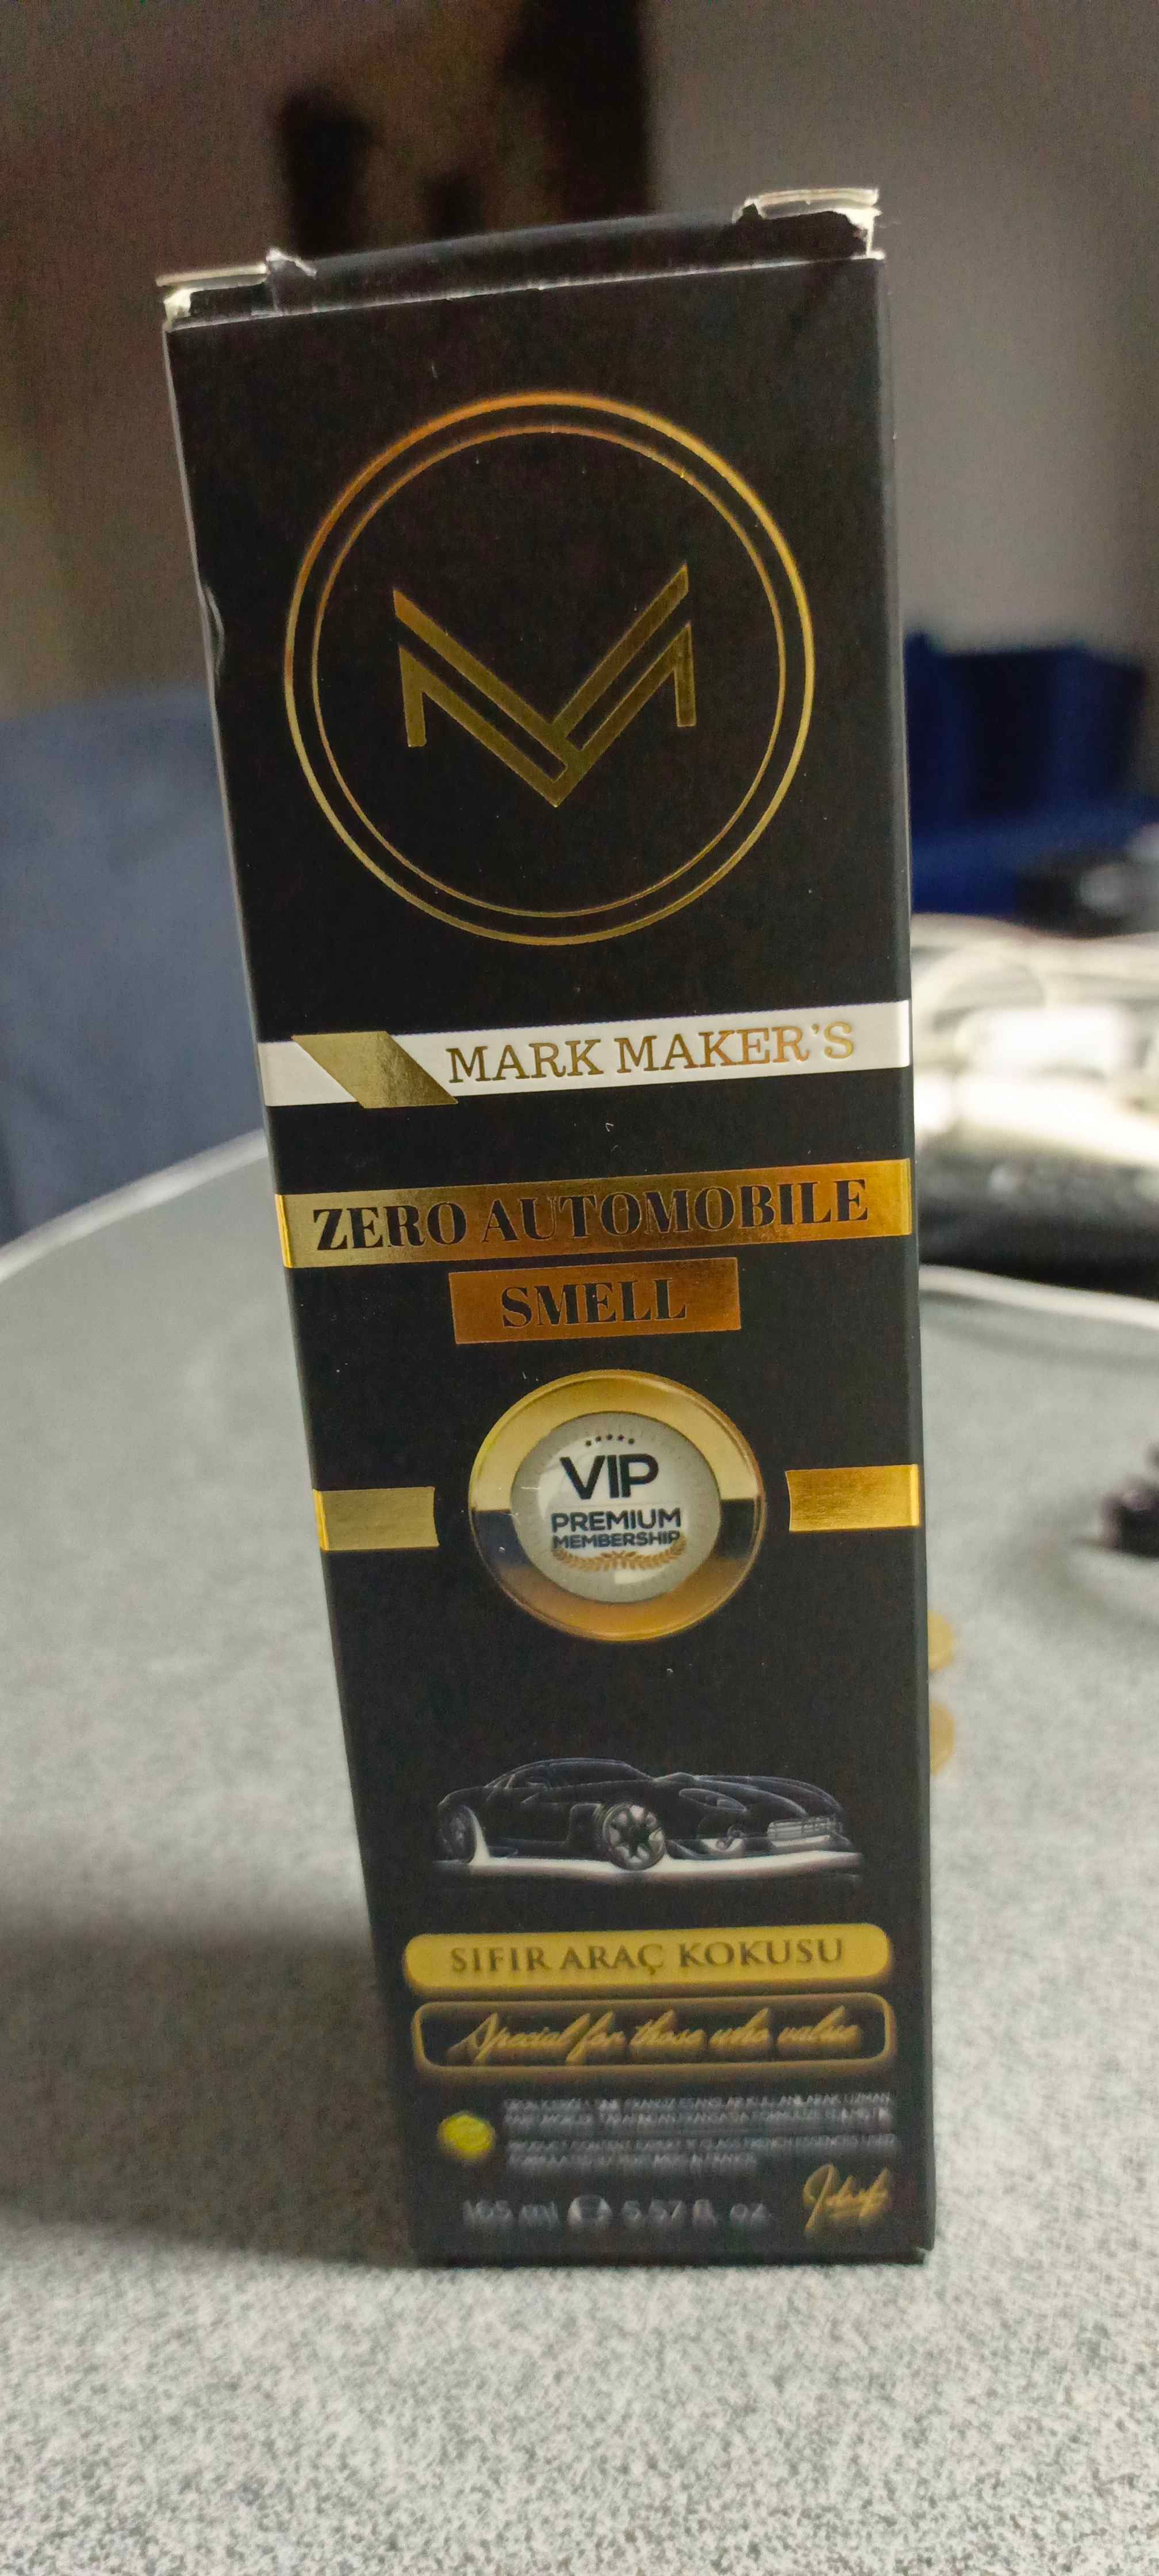 MARK MAKER'S
ZERO AUTOMOBILE
SMELL
VIP
PREMIUM
MEMBERSHIP
SIFIR ARAÇ KOKUSU
Special for those who value
165 ml e 5.57 fl. oz.